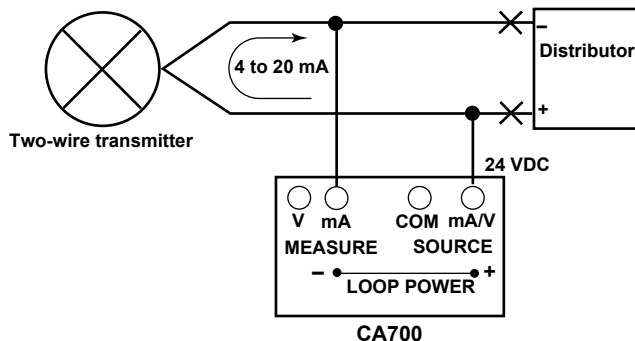 −
Distributor
4 to 20 mA
+
Two-wire transmitter
24 VDC
V mA COM mA/V
MEASURE SOURCE
− +
LOOP POWER
CA700